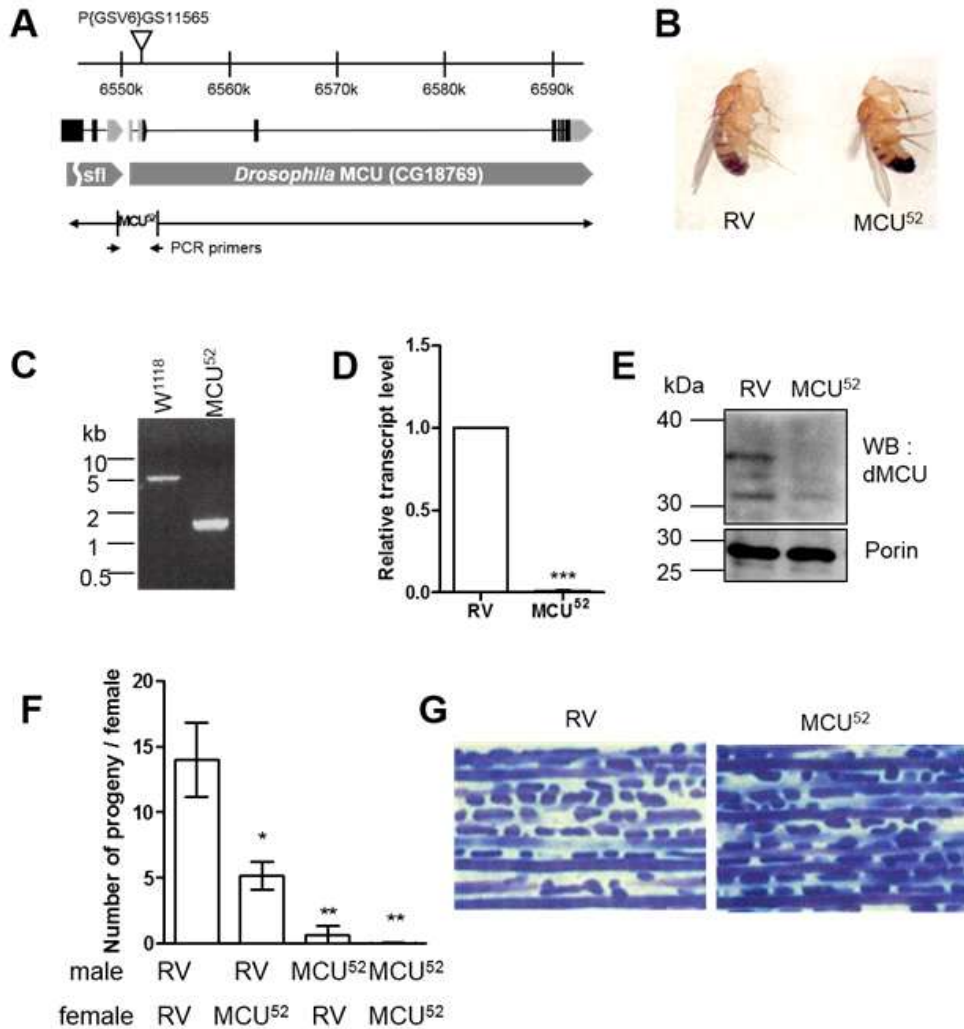 A
P{GSV6}GS11565
6550k 6560k 6570k 6580k 6590k
sfl
Drosophila MCU (CG18769)
MCU⁵²
PCR primers
B
RV MCU⁵²
C
W¹¹¹⁸ MCU⁵²
kb
10
5
2
1
0.5
D
Relative transcript level
1.5
1.0
0.5
0.0
RV MCU⁵²
***
E
kDa RV MCU⁵²
40
30
WB :
dMCU
30
25
Porin
F
Number of progeny / female
20
15
10
5
0
*
**
**
male RV RV MCU⁵² MCU⁵²
female RV MCU⁵² RV MCU⁵²
G
RV MCU⁵²